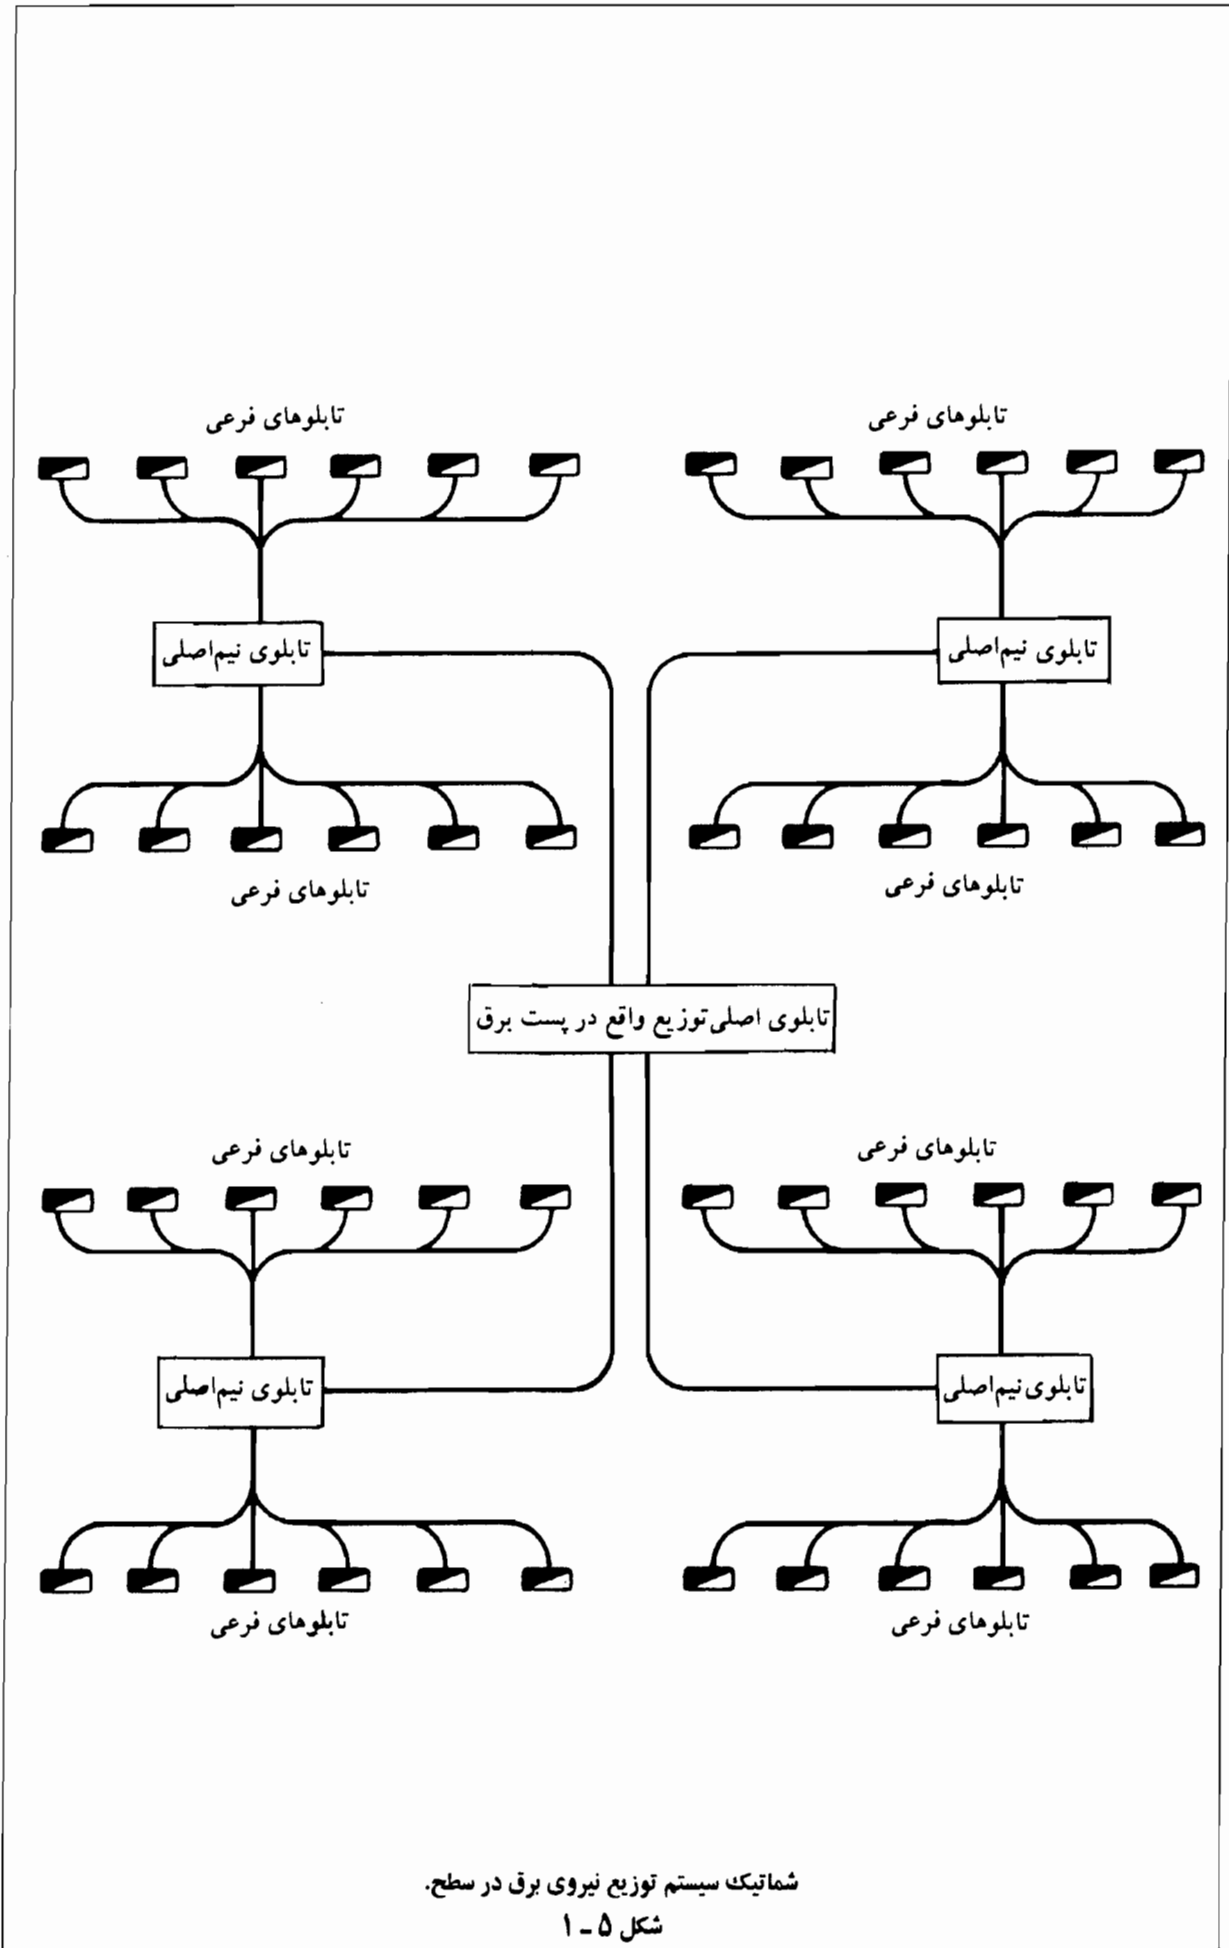 تابلوهای فرعی
تابلوهای فرعی
تابلوی نیم‌اصلی
تابلوی نیم‌اصلی
تابلوهای فرعی
تابلوهای فرعی
تابلوی اصلی توزیع واقع در پست برق
تابلوهای فرعی
تابلوهای فرعی
تابلوی نیم‌اصلی
تابلوی نیم‌اصلی
تابلوهای فرعی
تابلوهای فرعی
شماتیک سیستم توزیع نیروی برق در سطح.
شکل ۵ ـ ۱